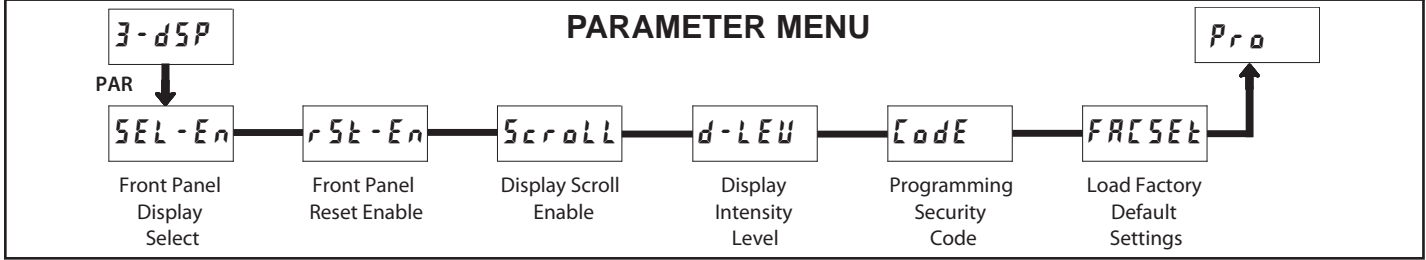 PARAMETER MENU
3-dSP
Pro
PAR
SEL-En
rSt-En
ScroLL
d-LEV
CodE
FACSEt
Front Panel
Display
Select
Front Panel
Reset Enable
Display Scroll
Enable
Display
Intensity
Level
Programming
Security
Code
Load Factory
Default
Settings